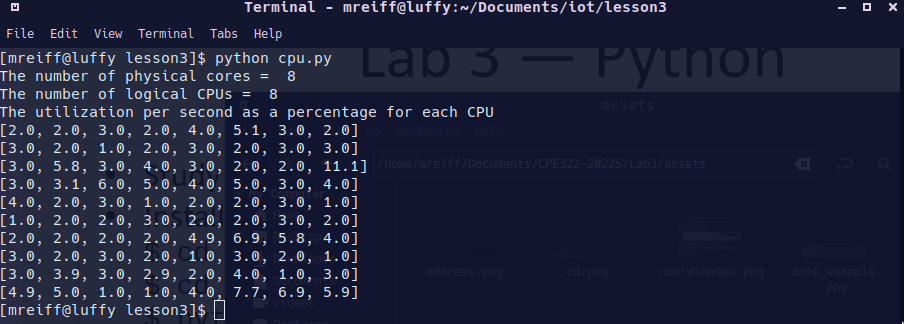 Terminal - mreiff@luffy:~/Documents/iot/lesson3
File Edit View Terminal Tabs Help
[mreiff@luffy lesson3]$ python cpu.py
The number of physical cores =  8
The number of logical CPUs =  8
The utilization per second as a percentage for each CPU
[2.0, 2.0, 3.0, 2.0, 4.0, 5.1, 3.0, 2.0]
[3.0, 2.0, 1.0, 2.0, 3.0, 2.0, 3.0, 3.0]
[3.0, 5.8, 3.0, 4.0, 3.0, 2.0, 2.0, 11.1]
[3.0, 3.1, 6.0, 5.0, 4.0, 5.0, 3.0, 4.0]
[4.0, 2.0, 3.0, 1.0, 2.0, 2.0, 3.0, 1.0]
[1.0, 2.0, 2.0, 3.0, 2.0, 2.0, 3.0, 2.0]
[2.0, 2.0, 2.0, 2.0, 4.9, 6.9, 5.8, 4.0]
[3.0, 2.0, 3.0, 2.0, 1.0, 3.0, 2.0, 1.0]
[3.0, 3.9, 3.0, 2.9, 2.0, 4.0, 1.0, 3.0]
[4.9, 5.0, 1.0, 1.0, 4.0, 7.7, 6.9, 5.9]
[mreiff@luffy lesson3]$
Lab 3 — Python
assets
Go Bookmarks Help
/home/mreiff/Documents/CPE322-2022S/Lab3/assets
Study
Install
$ cd
$ cd
Videos
Pictures
address.png
cd.png
coordinates.png
date_example.
png